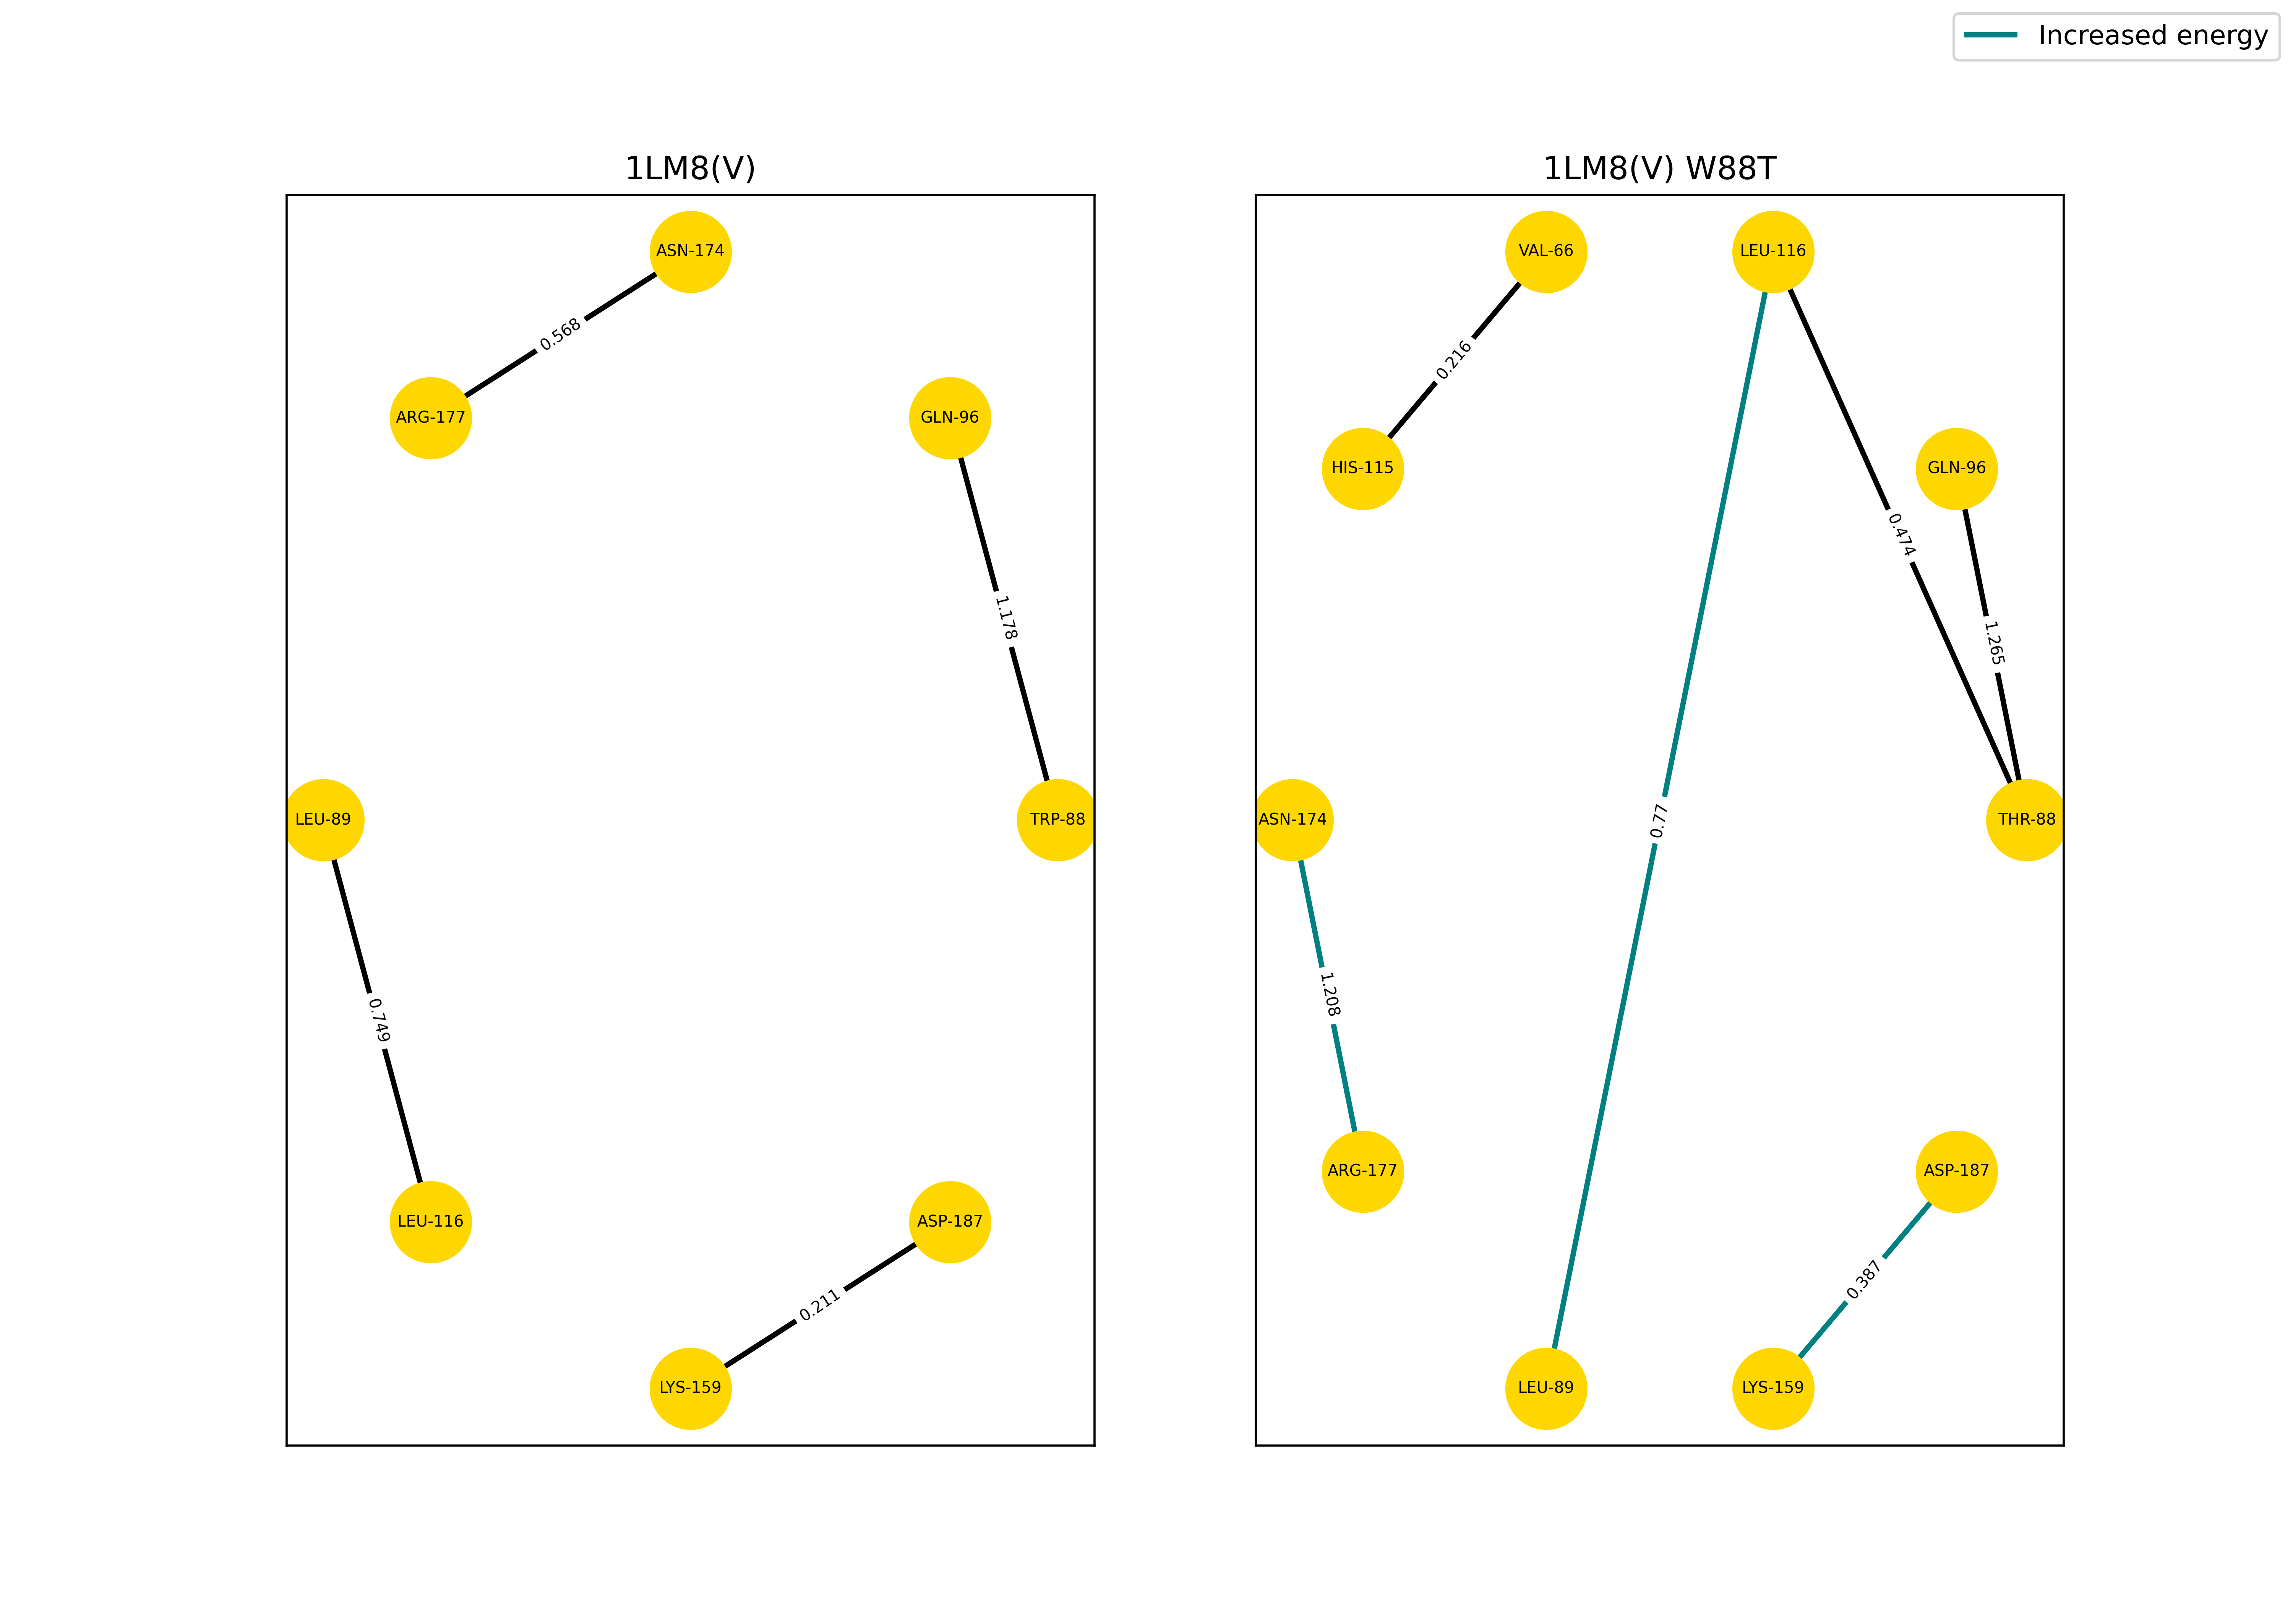 Increased energy
1LM8(V)
ASN-174
0.568
ARG-177
GLN-96
1.178
LEU-89
TRP-88
0.749
LEU-116
ASP-187
0.211
LYS-159
1LM8(V) W88T
VAL-66
LEU-116
0.216
HIS-115
GLN-96
0.474
1.265
0.77
ASN-174
THR-88
1.208
ARG-177
ASP-187
0.387
LEU-89
LYS-159